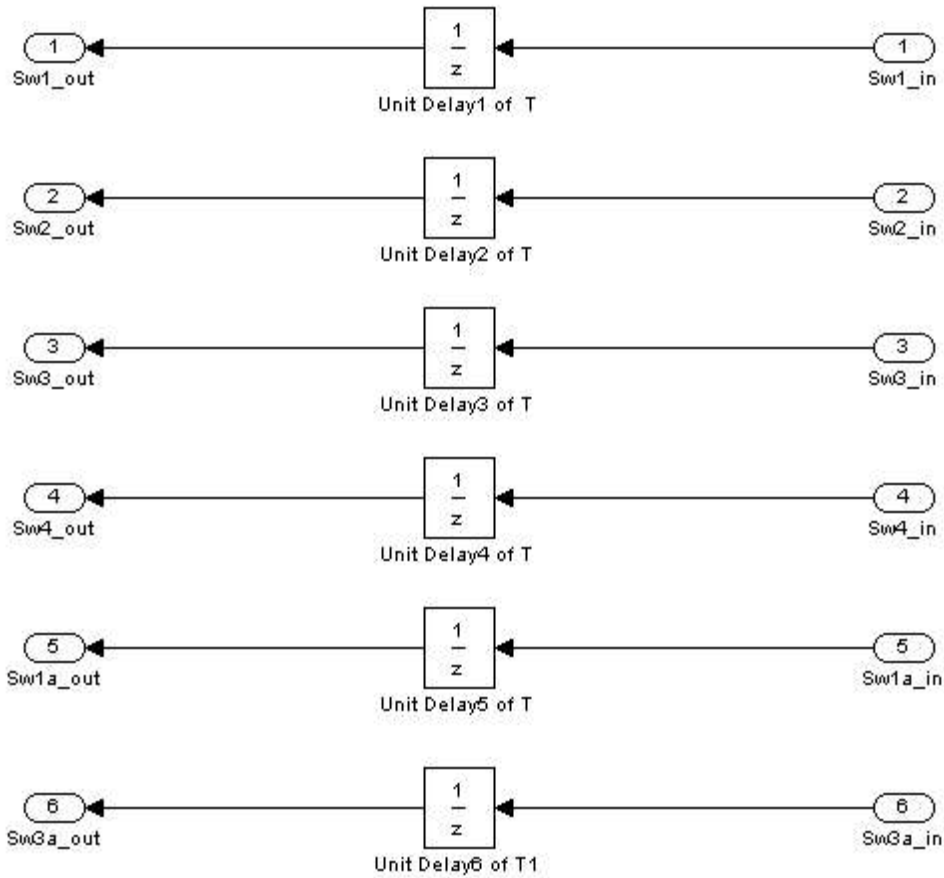 1 1 1
z
Sw1_out Sw1_in
Unit Delay1 of T
2 1 2
z
Sw2_out Sw2_in
Unit Delay2 of T
3 1 3
z
Sw3_out Sw3_in
Unit Delay3 of T
4 1 4
z
Sw4_out Sw4_in
Unit Delay4 of T
5 1 5
z
Sw1a_out Sw1a_in
Unit Delay5 of T
6 1 6
z
Sw3a_out Sw3a_in
Unit Delay6 of T1